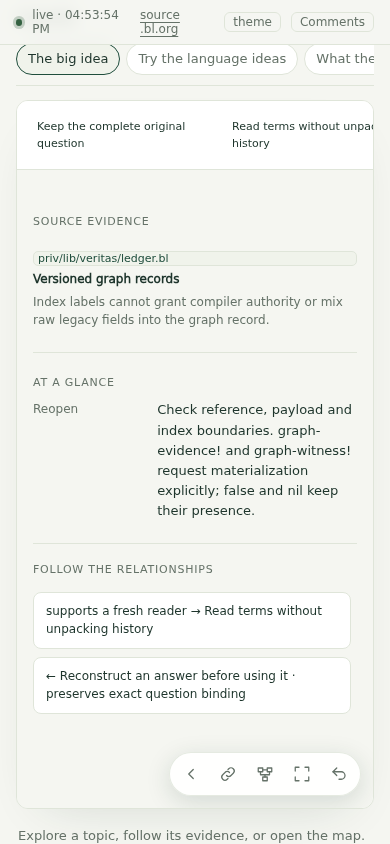 live · 04:53:54 PM
source.bl.org
theme
Comments
The big idea
Try the language ideas
What the
Keep the complete original question
Read terms without unpac
history
SOURCE EVIDENCE
priv/lib/veritas/ledger.bl
Versioned graph records
Index labels cannot grant compiler authority or mix
raw legacy fields into the graph record.
AT A GLANCE
Reopen
Check reference, payload and
index boundaries. graph-
evidence! and graph-witness!
request materialization
explicitly; false and nil keep
their presence.
FOLLOW THE RELATIONSHIPS
supports a fresh reader → Read terms without
unpacking history
← Reconstruct an answer before using it ·
preserves exact question binding
Explore a topic, follow its evidence, or open the map.